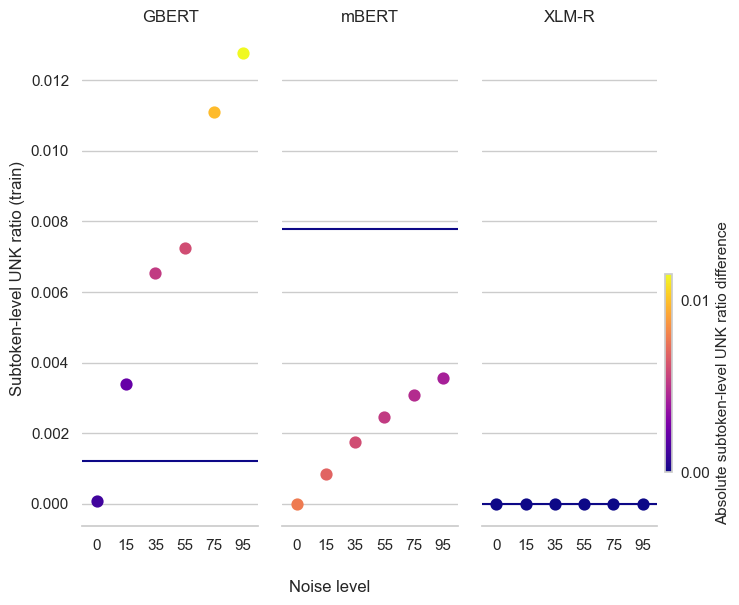 GBERT
mBERT
XLM-R
Subtoken-level UNK ratio (train)
0.012
0.010
0.008
0.006
0.004
0.002
0.000
0 15 35 55 75 95
0 15 35 55 75 95
0 15 35 55 75 95
Noise level
0.01
0.00
Absolute subtoken-level UNK ratio difference